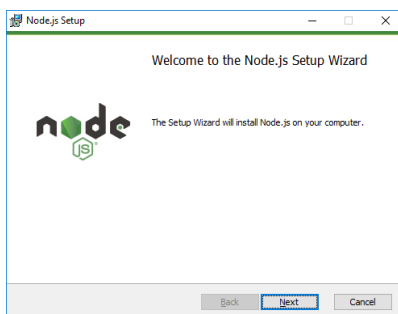 Node.js Setup
Welcome to the Node.js Setup Wizard
node
JS
The Setup Wizard will install Node.js on your computer.
Back
Next
Cancel